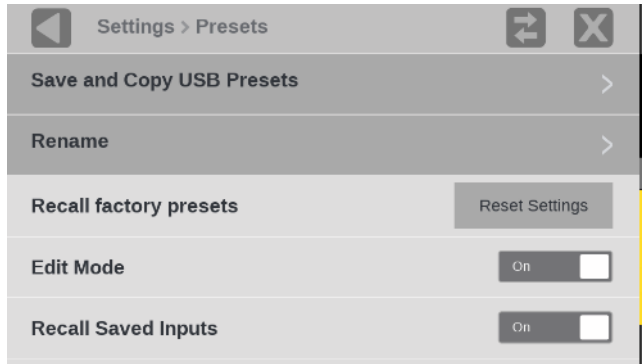 Settings > Presets
Save and Copy USB Presets
Rename
Recall factory presets
Reset Settings
Edit Mode
On
Recall Saved Inputs
On